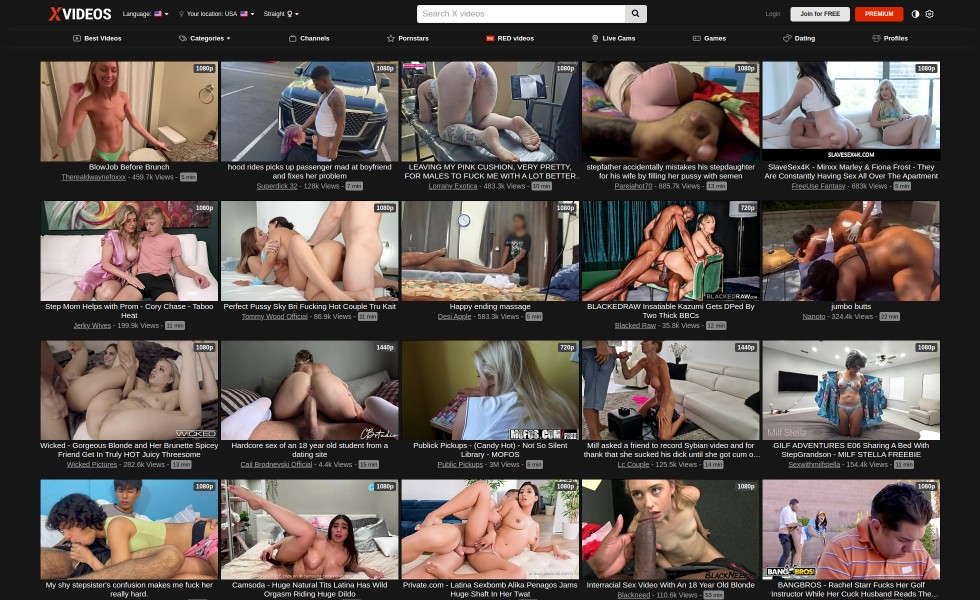 XVIDEOS
Language:
Your location: USA
Straight
Search X videos
Login
Join for FREE
PREMIUM
Best Videos
Categories
Channels
Pornstars
RED videos
Live Cams
Games
Dating
Profiles
1080p
1080p
1080p
1080p
SLAVESEX4K.COM
BlowJob Before Brunch
Therealdwaynefoxxx - 459.7k Views - 5 min
hood rides picks up passenger mad at boyfriend
and fixes her problem
Superdick 32 - 128k Views - 7 min
LEAVING MY PINK CUSHION, VERY PRETTY,
FOR MALES TO FUCK ME WITH A LOT BETTER...
Lorrany Exotica - 483.3k Views - 10 min
stepfather accidentally mistakes his stepdaughter
for his wife by filling her pussy with semen
Parejahot70 - 885.7k Views - 13 min
SlaveSex4K - Minxx Marley & Fiona Frost - They
Are Constantly Having Sex All Over The Apartment
FreeUse Fantasy - 683k Views - 5 min
1080p
1080p
1080p
720p
BLACKEDRAW.COM
Step Mom Helps with Prom - Cory Chase - Taboo
Heat
Jerky Wives - 199.9k Views - 11 min
Perfect Pussy Sky Bri Fucking Hot Couple Tru Kait
Tommy Wood Official - 86.9k Views - 11 min
Happy ending massage
Desi Apple - 583.3k Views - 5 min
BLACKEDRAW Insatiable Kazumi Gets DPed By
Two Thick BBCs
Blacked Raw - 35.8k Views - 12 min
jumbo butts
Nanoto - 324.4k Views - 22 min
1080p
1440p
720p
1440p
1080p
WICKED
MOFOS.COM
Milf Stella
Wicked - Gorgeous Blonde and Her Brunette Spicey
Friend Get In Truly HOT Juicy Threesome
Wicked Pictures - 282.6k Views - 13 min
Hardcore sex of an 18 year old student from a
dating site
Cail Brodnevski Official - 4.4k Views - 15 min
Publick Pickups - (Candy Hot) - Not So Silent
Library - MOFOS
Public Pickups - 3M Views - 8 min
Milf asked a friend to record Sybian video and for
thank that she sucked his dick until she got cum o...
Lc Couple - 125.5k Views - 14 min
GILF ADVENTURES E06 Sharing A Bed With
StepGrandson - MILF STELLA FREEBIE
Sexwithmilfstella - 154.4k Views - 11 min
1080p
1080p
1080p
1080p
1080p
BANG BROS!
My shy stepsister's confusion makes me fuck her
really hard.
Camsoda - Huge Natural Tits Latina Has Wild
Orgasm Riding Huge Dildo
Private.com - Latina Sexbomb Alika Penagos Jams
Huge Shaft In Her Twat
Interracial Sex Video With An 18 Year Old Blonde
Blackneed - 110.6k Views - 53 min
BANGBROS - Rachel Starr Fucks Her Golf
Instructor While Her Cuck Husband Reads The...